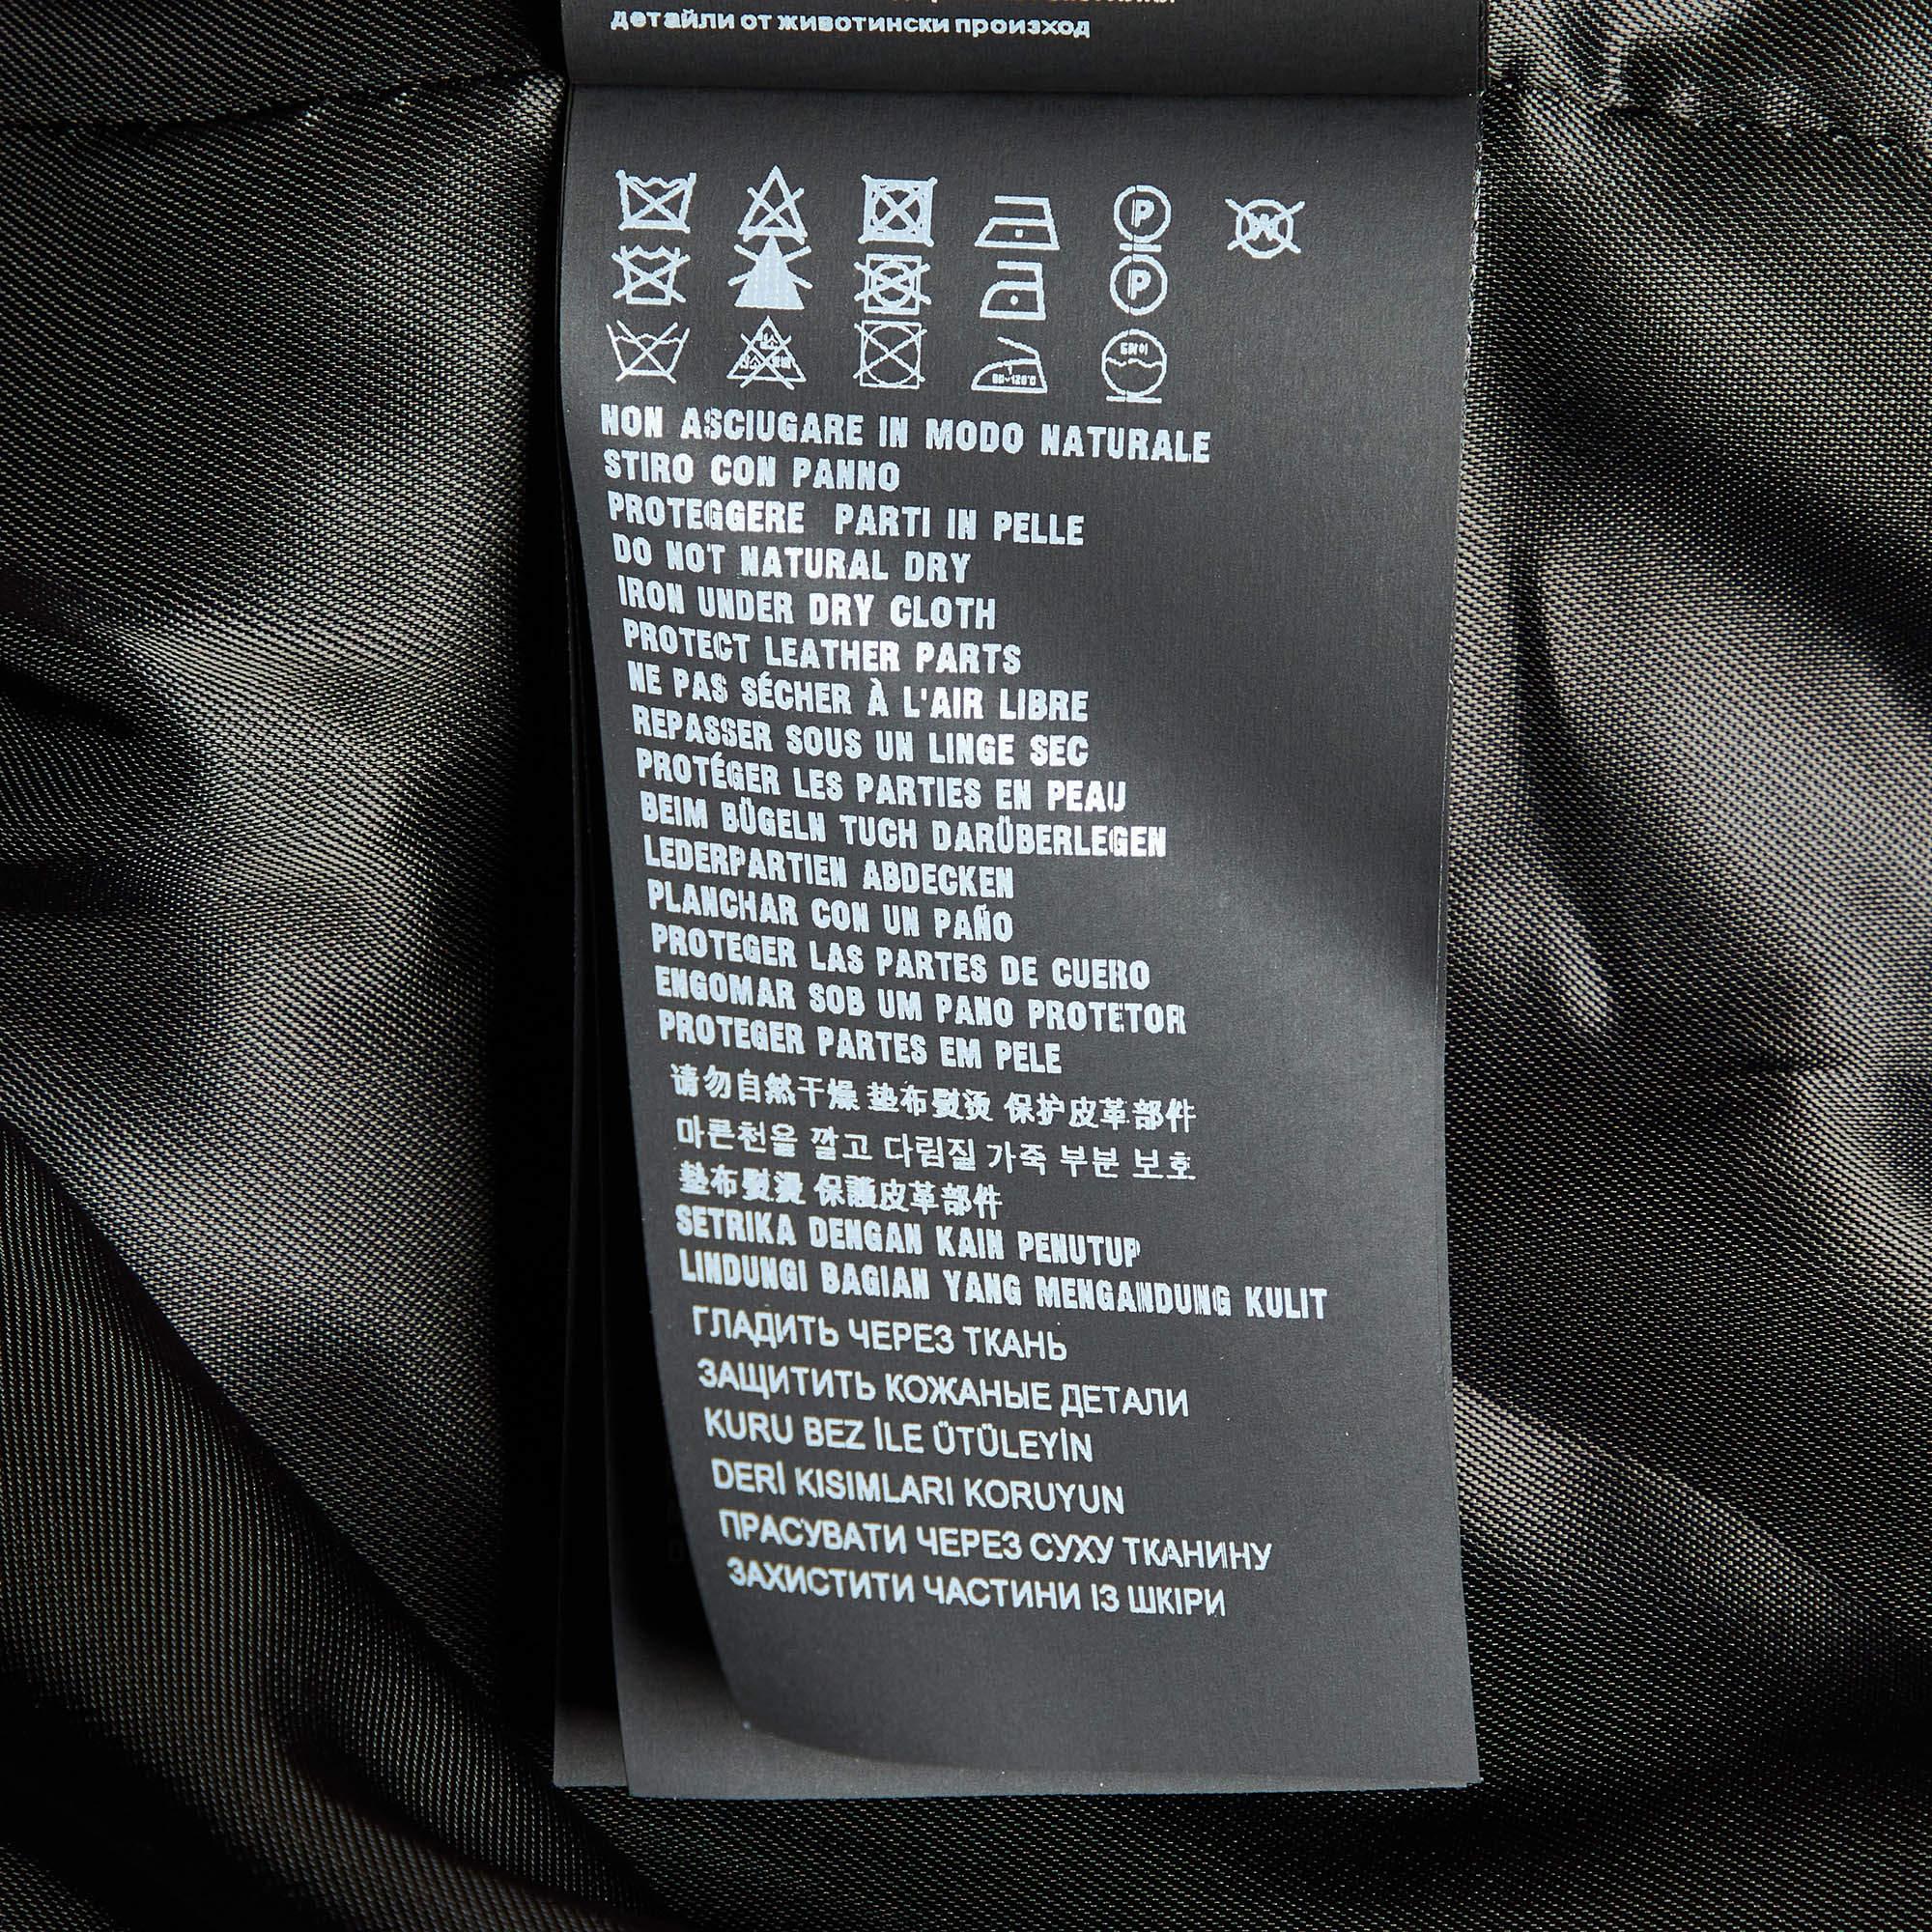 детайли от животински произход
P
W
P
60~120°C
드라이
NON ASCIUGARE IN MODO NATURALE
STIRO CON PANNO
PROTEGGERE PARTI IN PELLE
DO NOT NATURAL DRY
IRON UNDER DRY CLOTH
PROTECT LEATHER PARTS
NE PAS SÉCHER À L'AIR LIBRE
REPASSER SOUS UN LINGE SEC
PROTÉGER LES PARTIES EN PEAU
BEIM BÜGELN TUCH DARÜBERLEGEN
LEDERPARTIEN ABDECKEN
PLANCHAR CON UN PAÑO
PROTEGER LAS PARTES DE CUERO
ENGOMAR SOB UM PANO PROTETOR
PROTEGER PARTES EM PELE
请勿自然干燥 垫布熨烫 保护皮革部件
마른천을 깔고 다림질 가죽 부분 보호
墊布熨燙 保護皮革部件
SETRIKA DENGAN KAIN PENUTUP
LINDUNGI BAGIAN YANG MENGANDUNG KULIT
ГЛАДИТЬ ЧЕРЕЗ ТКАНЬ
ЗАЩИТИТЬ КОЖАНЫЕ ДЕТАЛИ
KURU BEZ İLE ÜTÜLEYİN
DERİ KISIMLARI KORUYUN
ПРАСУВАТИ ЧЕРЕЗ СУХУ ТКАНИНУ
ЗАХИСТИТИ ЧАСТИНИ ІЗ ШКІРИ